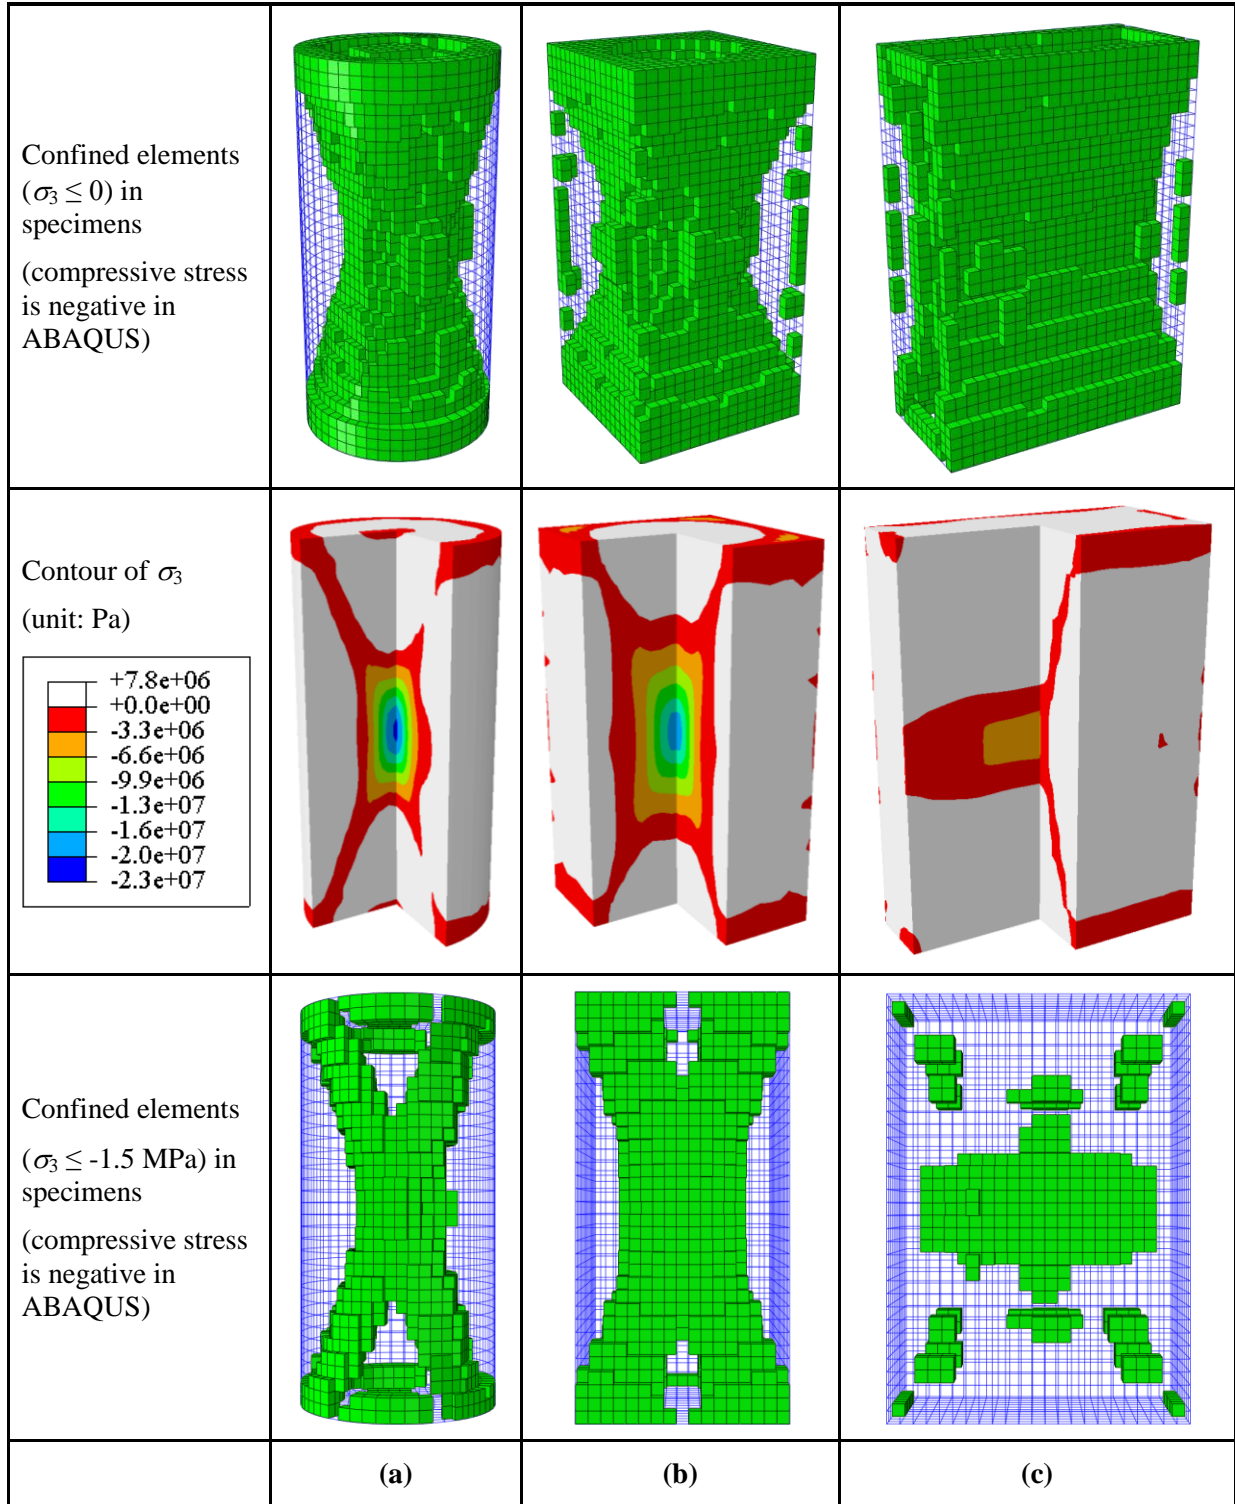 Confined elements
(σ3 ≤ 0) in
specimens
(compressive stress
is negative in
ABAQUS)
Contour of σ3
(unit: Pa)
+7.8e+06
+0.0e+00
-3.3e+06
-6.6e+06
-9.9e+06
-1.3e+07
-1.6e+07
-2.0e+07
-2.3e+07
Confined elements
(σ3 ≤ -1.5 MPa) in
specimens
(compressive stress
is negative in
ABAQUS)
(a)
(b)
(c)